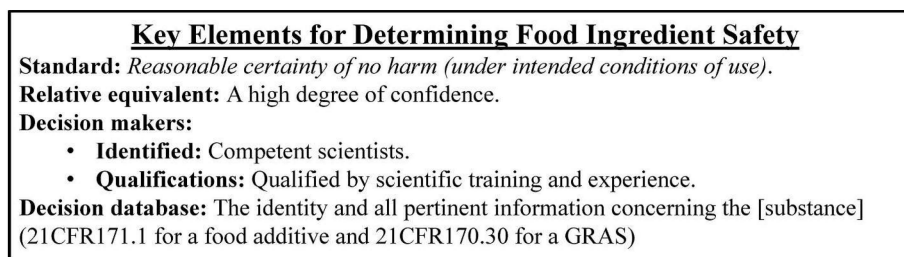 Key Elements for Determining Food Ingredient Safety
Standard: Reasonable certainty of no harm (under intended conditions of use).
Relative equivalent: A high degree of confidence.
Decision makers:
• Identified: Competent scientists.
• Qualifications: Qualified by scientific training and experience.
Decision database: The identity and all pertinent information concerning the [substance]
(21CFR171.1 for a food additive and 21CFR170.30 for a GRAS)